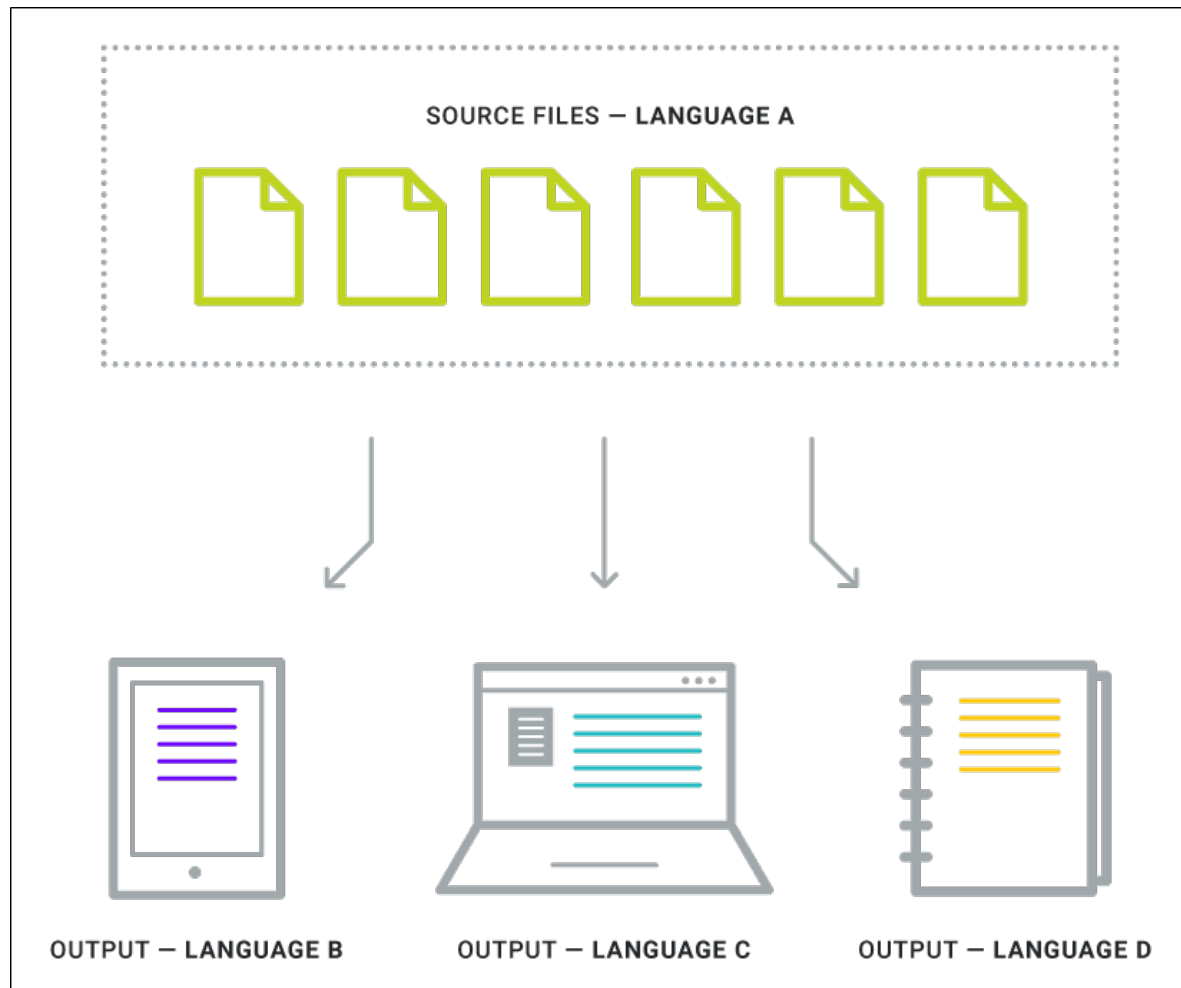 SOURCE FILES — LANGUAGE A
OUTPUT — LANGUAGE B
OUTPUT — LANGUAGE C
OUTPUT — LANGUAGE D